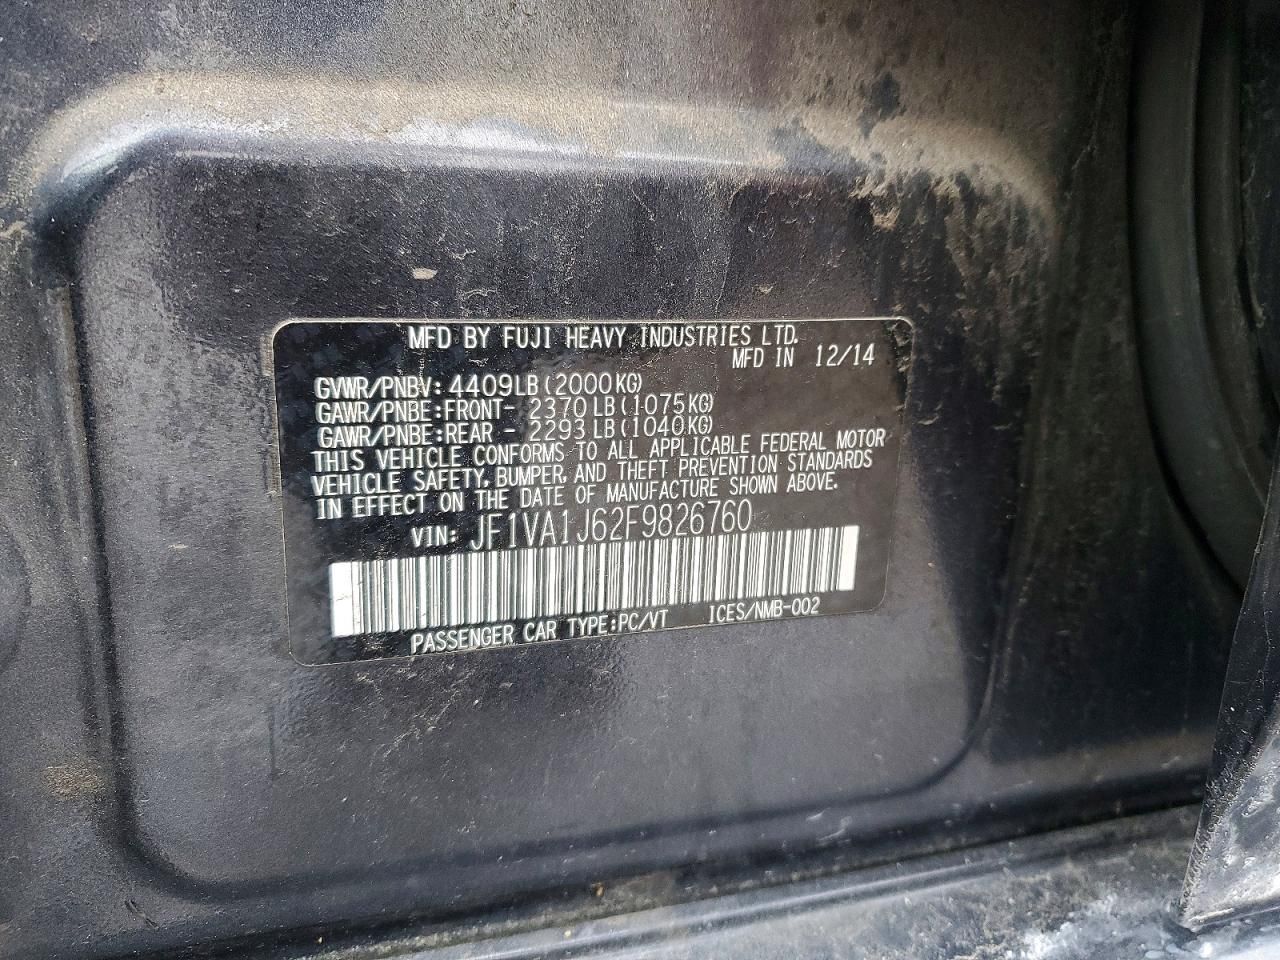 MFD BY FUJI HEAVY INDUSTRIES LTD.
MFD IN 12/14
GVWR/PNBV: 4409LB(2000KG)
GAWR/PNBE:FRONT- 2370LB(1075KG)
GAWR/PNBE:REAR - 2293LB(1040KG)
THIS VEHICLE CONFORMS TO ALL APPLICABLE FEDERAL MOTOR
VEHICLE SAFETY, BUMPER, AND THEFT PREVENTION STANDARDS
IN EFFECT ON THE DATE OF MANUFACTURE SHOWN ABOVE.
VIN: JF1VA1J62F9826760
PASSENGER CAR TYPE:PC/VT ICES/NMB-002